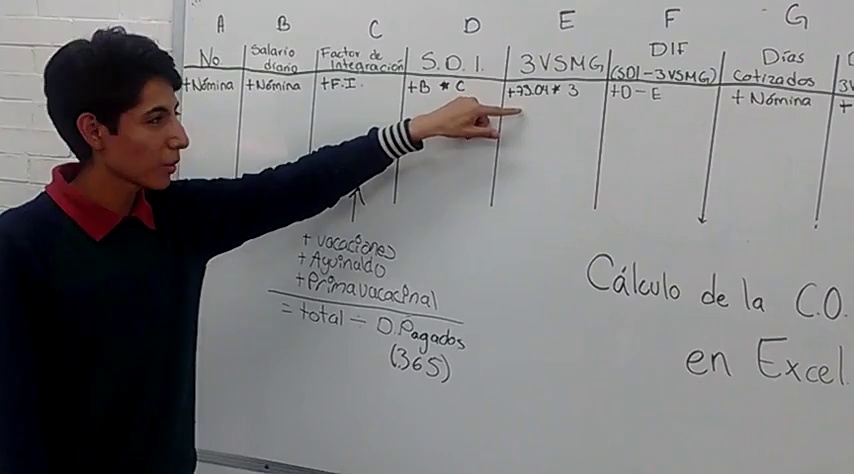 A B C D E F G
No Salario diario Factor de Integración S.D.I. 3VSMG DIF (SDI-3VSMG) Días Cotizados
+Nómina +Nómina +F.I. +B * C +73.04 * 3 +D-E + Nómina +
+ vacaciones
+ Aguinaldo
+ Prima vacacinal
= total ÷ D. Pagados
(365)
Cálculo de la C.O.
en Excel.